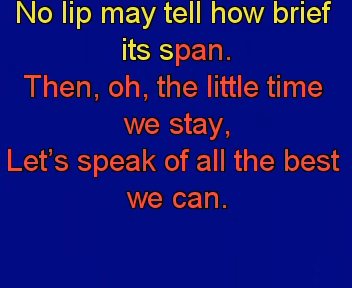 No lip may tell how brief
its span.
Then, oh, the little time
we stay,
Let's speak of all the best
we can.